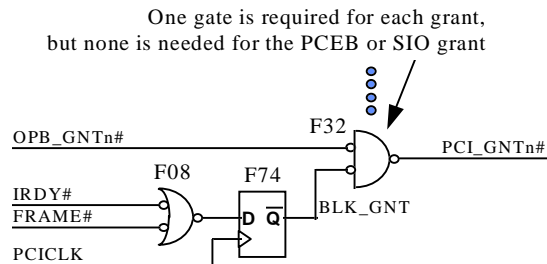 One gate is required for each grant,
but none is needed for the PCEB or SIO grant
F32
OPB_GNTn#
PCI_GNTn#
F08
F74
IRDY#
D Q
BLK_GNT
FRAME#
PCICLK